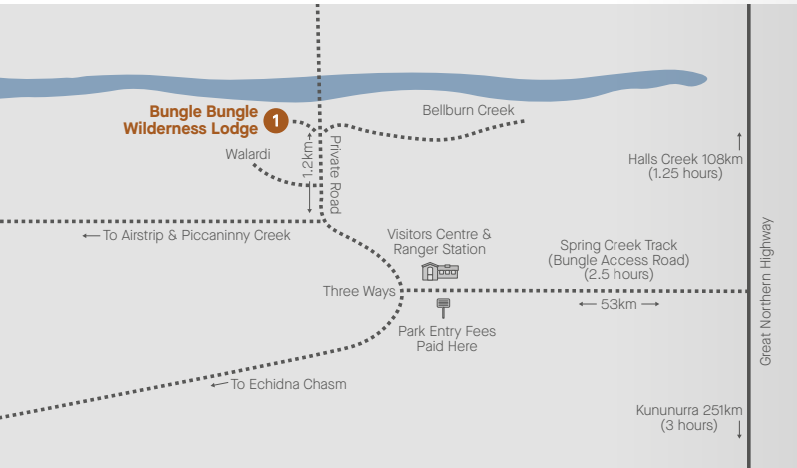 Bungle Bungle
Wilderness Lodge
1
Bellburn Creek
Walardi
1.2km
Private Road
Halls Creek 108km
(1.25 hours)
To Airstrip & Piccaninny Creek
Visitors Centre &
Ranger Station
Spring Creek Track
(Bungle Access Road)
(2.5 hours)
Great Northern Highway
Three Ways
53km
Park Entry Fees
Paid Here
To Echidna Chasm
Kununurra 251km
(3 hours)